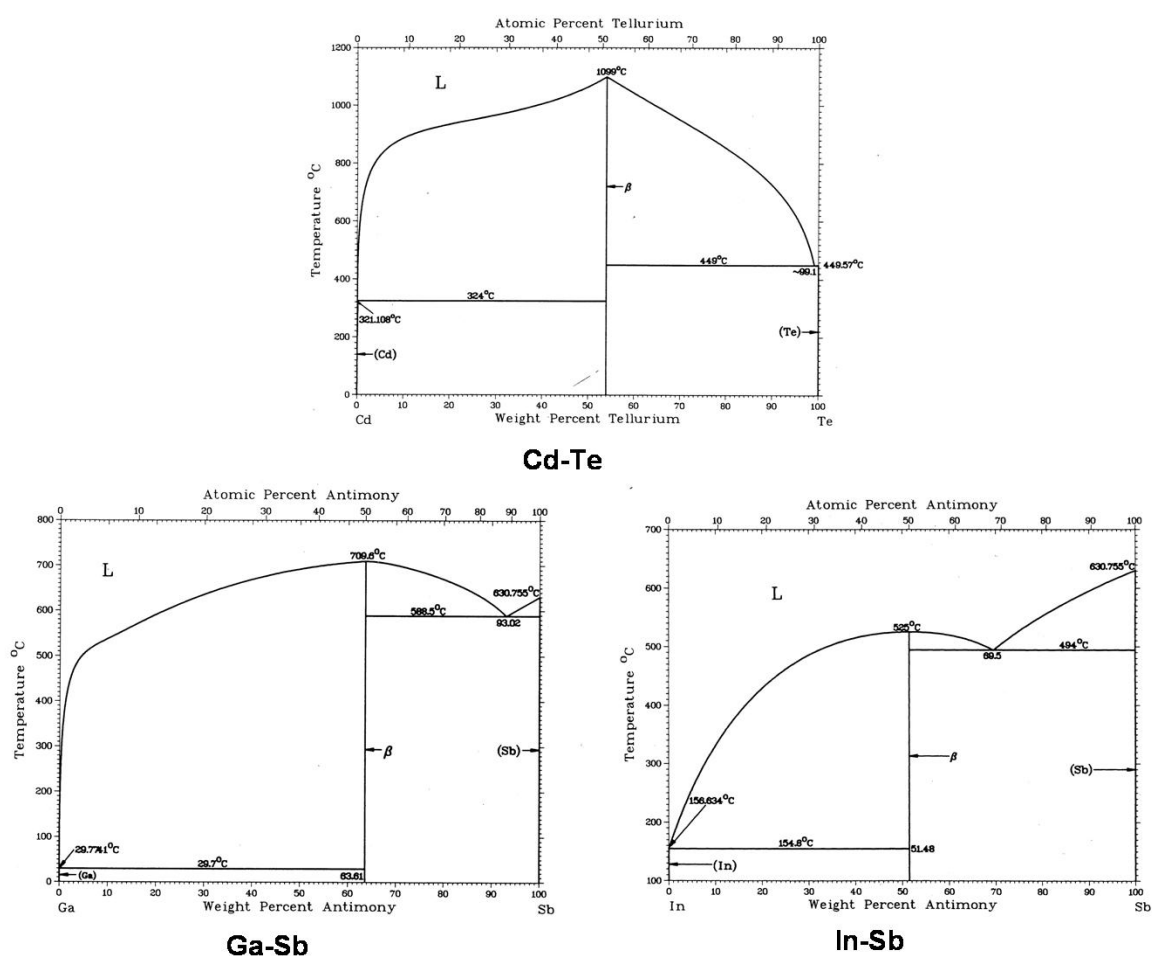 Atomic Percent Tellurium
0 10 20 30 40 50 60 70 80 90 100
1200
1099°C
L
1000
800
Temperature °C
β
600
449°C
449.57°C
~99.1
400
324°C
321.108°C
(Te)
200
(Cd)
0
0 10 20 30 40 50 60 70 80 90 100
Cd Weight Percent Tellurium Te
Cd-Te
Atomic Percent Antimony
0 10 20 30 40 50 60 70 80 90 100
800
709.6°C
700
L
630.755°C
600
588.5°C
93.02
500
Temperature °C
400
300
β
(Sb)
200
100
29.7741°C
29.7°C
(Ga)
63.61
0
0 10 20 30 40 50 60 70 80 90 100
Ga Weight Percent Antimony Sb
Ga-Sb
Atomic Percent Antimony
0 10 20 30 40 50 60 70 80 90 100
700
630.755°C
L
600
525°C
500
494°C
69.5
Temperature °C
400
300
β
(Sb)
156.634°C
200
154.8°C
51.48
(In)
100
0 10 20 30 40 50 60 70 80 90 100
In Weight Percent Antimony Sb
In-Sb